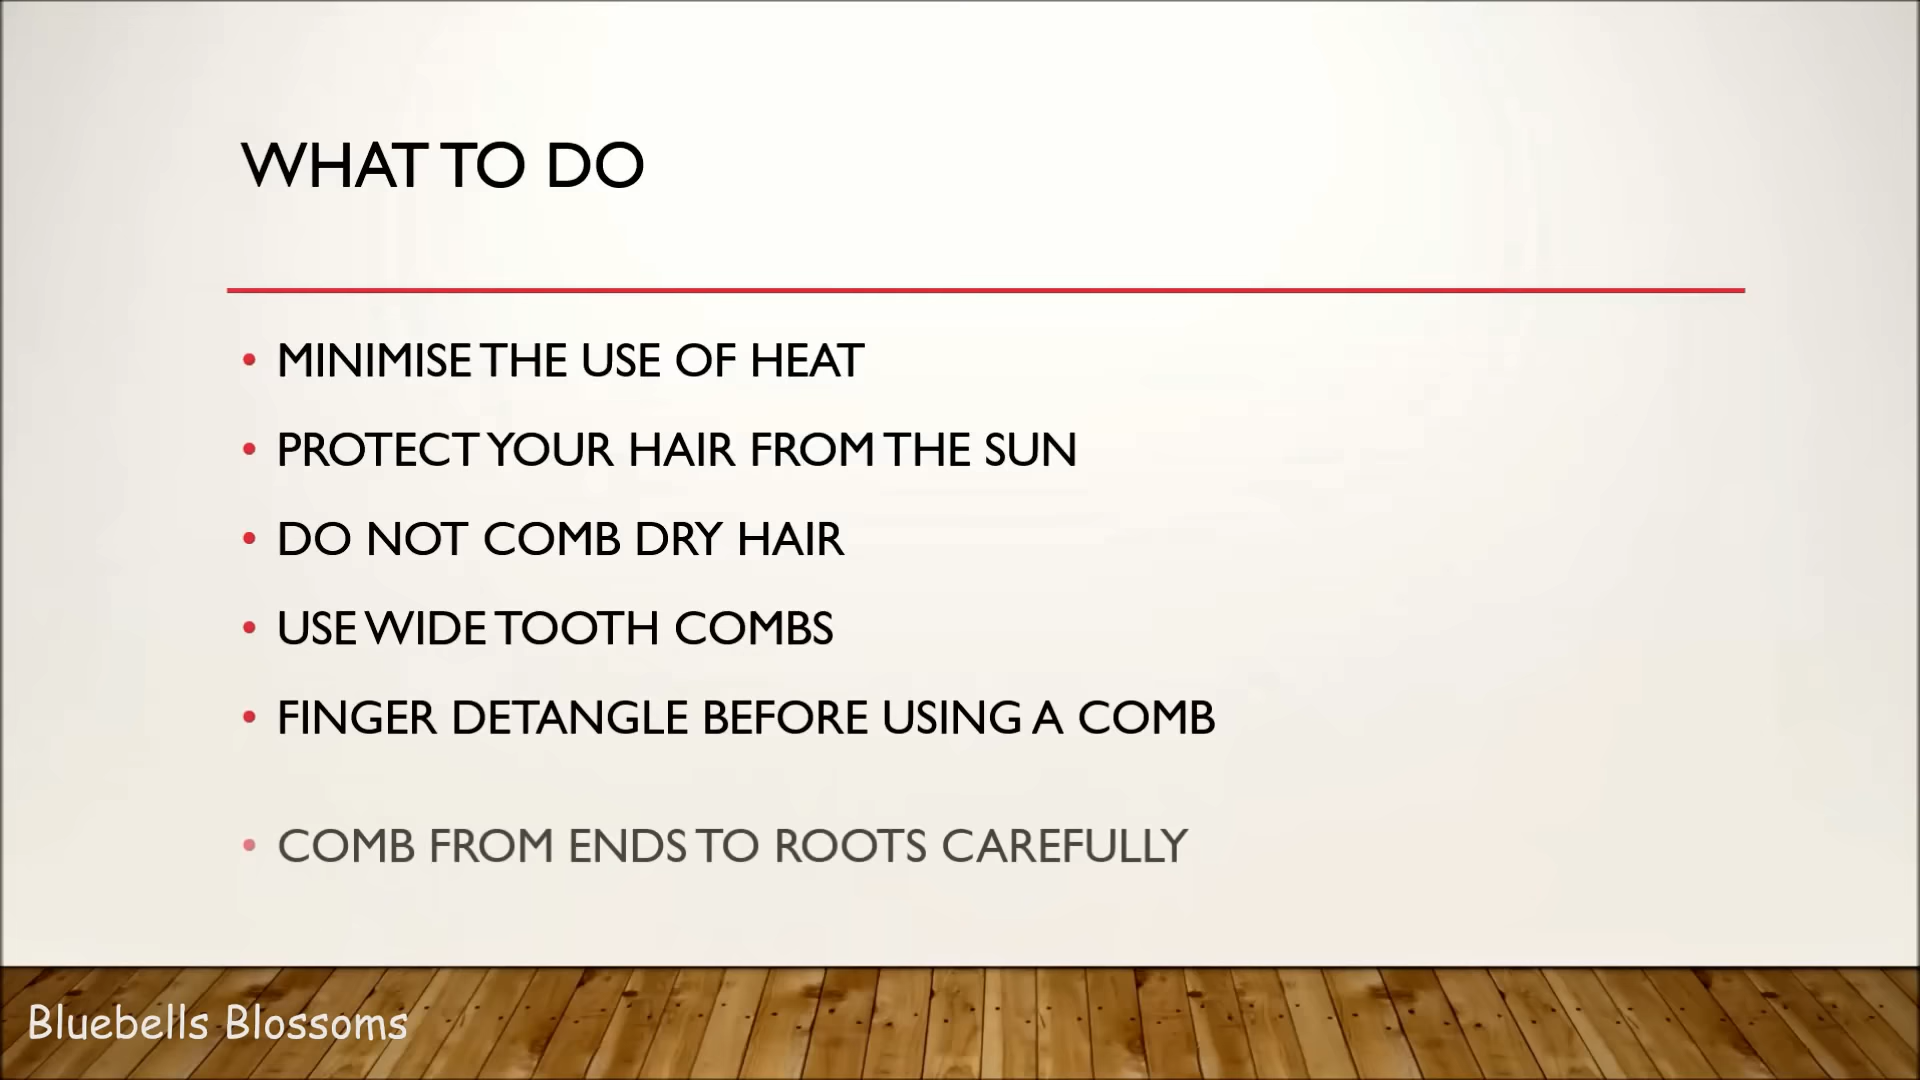 WHAT TO DO
• MINIMISE THE USE OF HEAT
• PROTECT YOUR HAIR FROM THE SUN
• DO NOT COMB DRY HAIR
• USE WIDE TOOTH COMBS
• FINGER DETANGLE BEFORE USING A COMB
• COMB FROM ENDS TO ROOTS CAREFULLY
Bluebells Blossoms